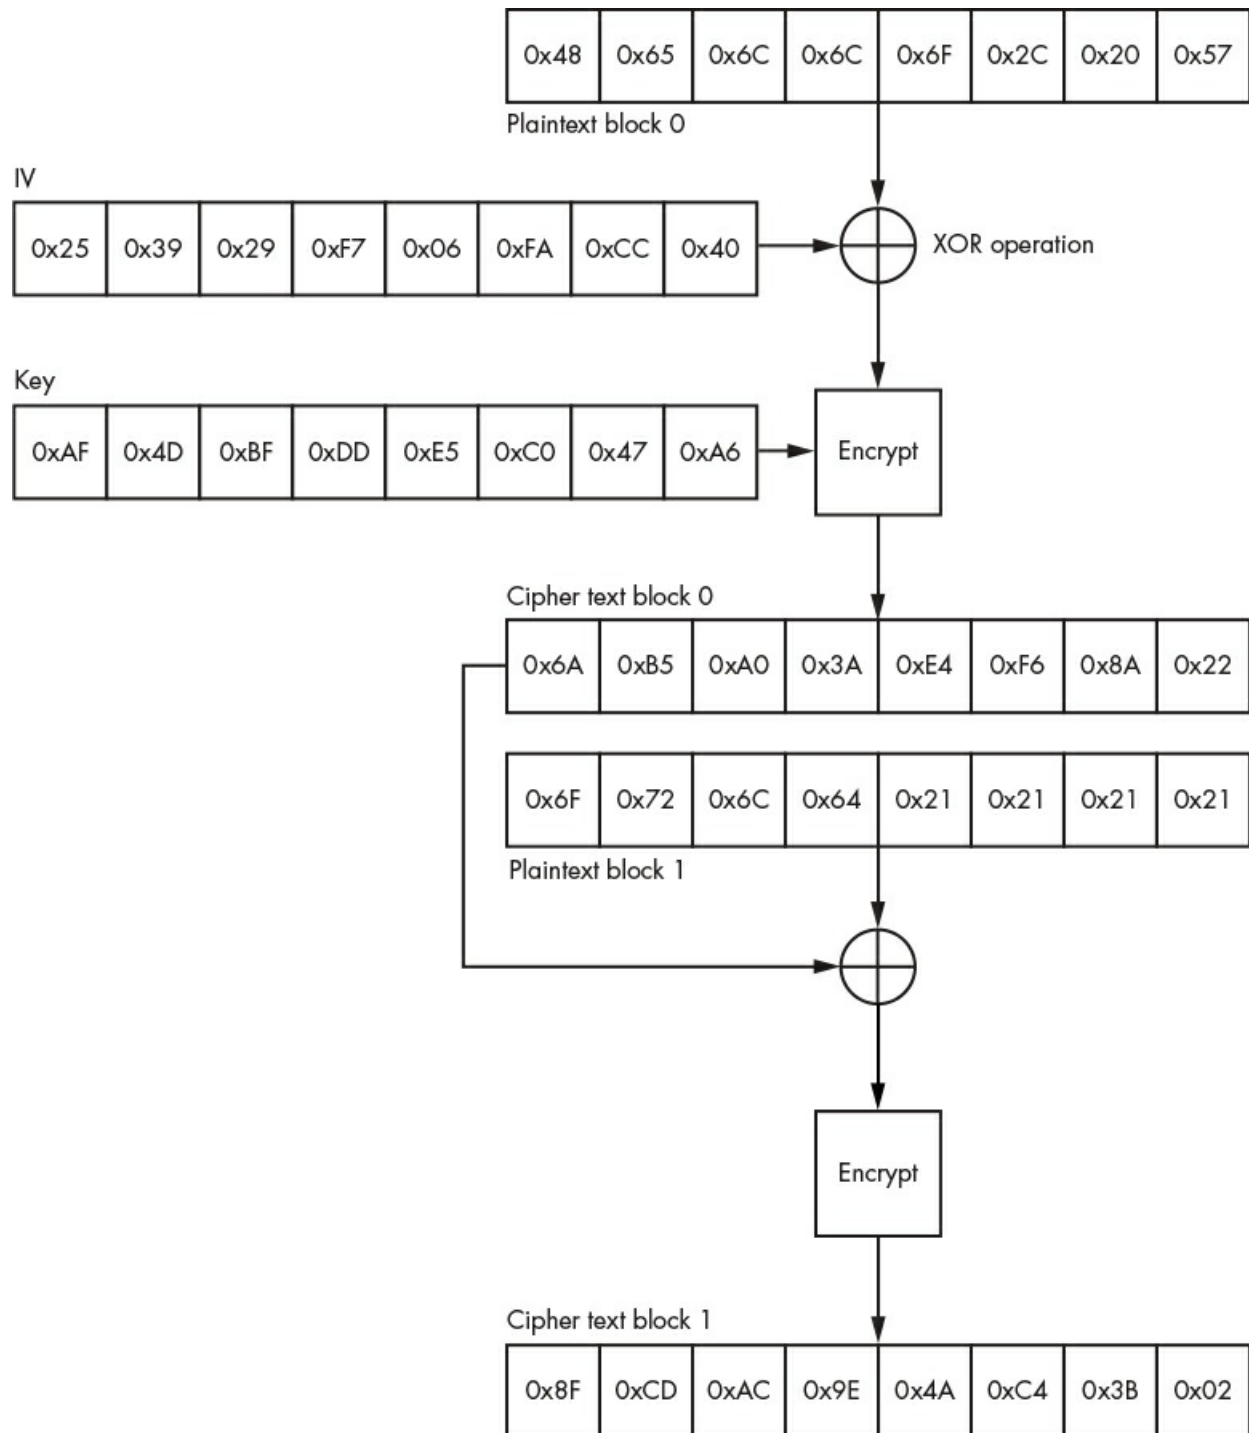 0x48 0x65 0x6C 0x6C 0x6F 0x2C 0x20 0x57
Plaintext block 0
IV
0x25 0x39 0x29 0xF7 0x06 0xFA 0xCC 0x40
XOR operation
Key
0xAF 0x4D 0xBF 0xDD 0xE5 0xC0 0x47 0xA6
Encrypt
Cipher text block 0
0x6A 0xB5 0xA0 0x3A 0xE4 0xF6 0x8A 0x22
0x6F 0x72 0x6C 0x64 0x21 0x21 0x21 0x21
Plaintext block 1
Encrypt
Cipher text block 1
0x8F 0xCD 0xAC 0x9E 0x4A 0xC4 0x3B 0x02